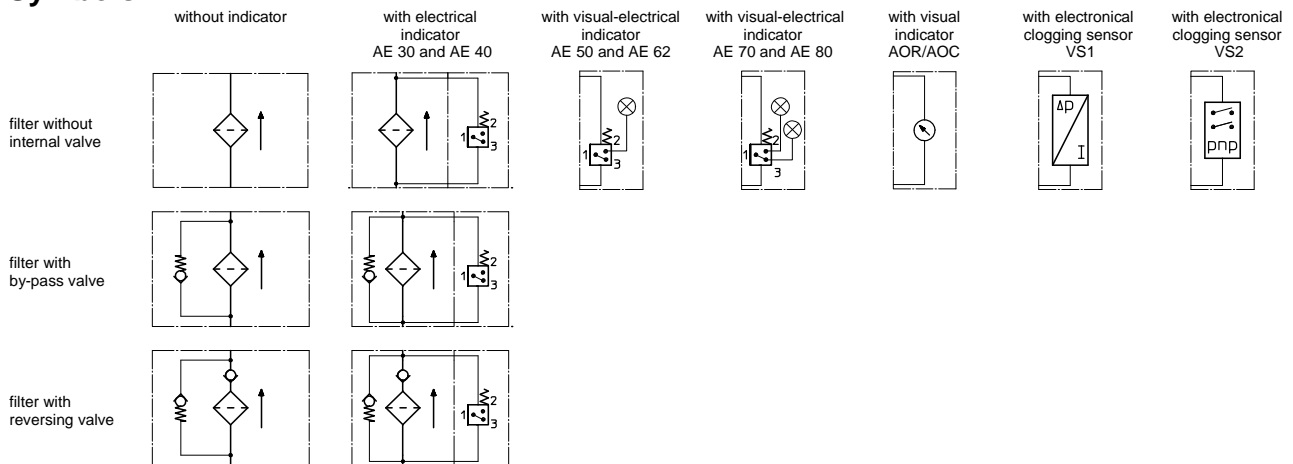 without indicator
with electrical
indicator
AE 30 and AE 40
with visual-electrical
indicator
AE 50 and AE 62
with visual-electrical
indicator
AE 70 and AE 80
with visual
indicator
AOR/AOC
with electronical
clogging sensor
VS1
with electronical
clogging sensor
VS2
filter without
internal valve
1 2 3
1 2 3
1 2 3
Δp
I
pnp
filter with
by-pass valve
1 2 3
filter with
reversing valve
1 2 3